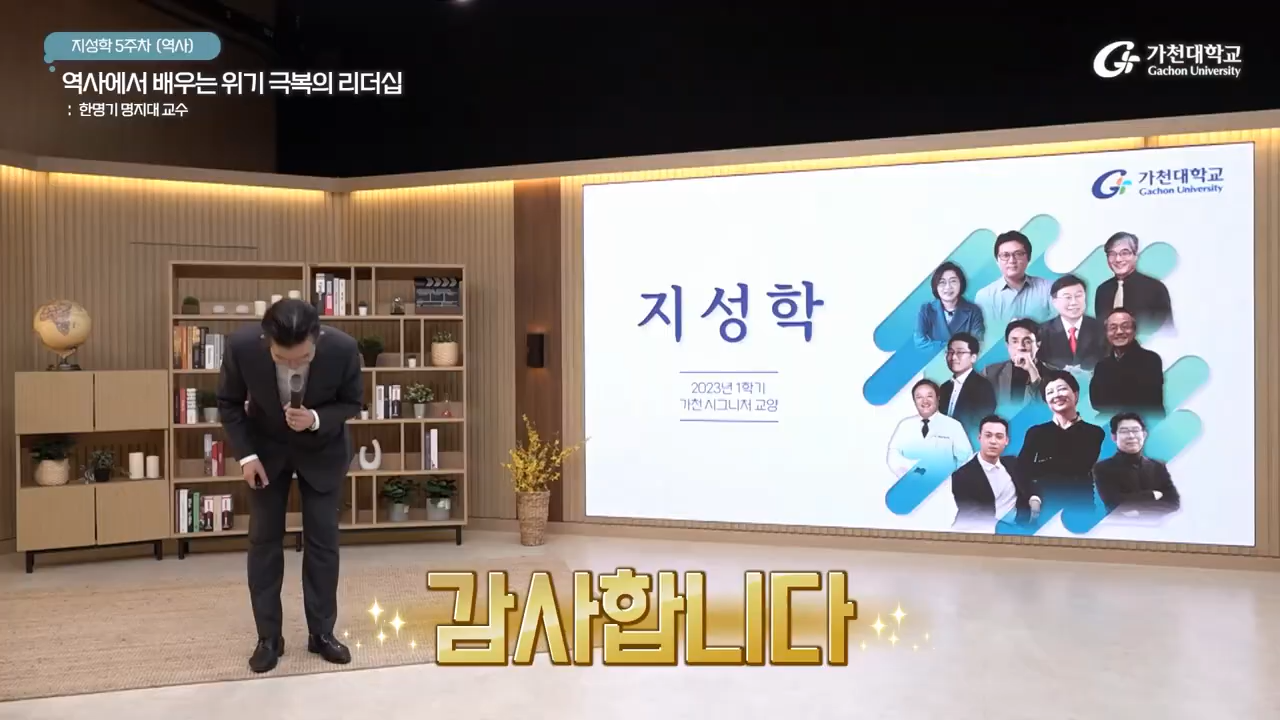 지성학 5주차 (역사)
역사에서 배우는 위기 극복의 리더십
: 한명기 명지대 교수
가천대학교
Gachon University
가천대학교
Gachon University
지성학
2023년 1학기
가천 시그니처 교양
감사합니다